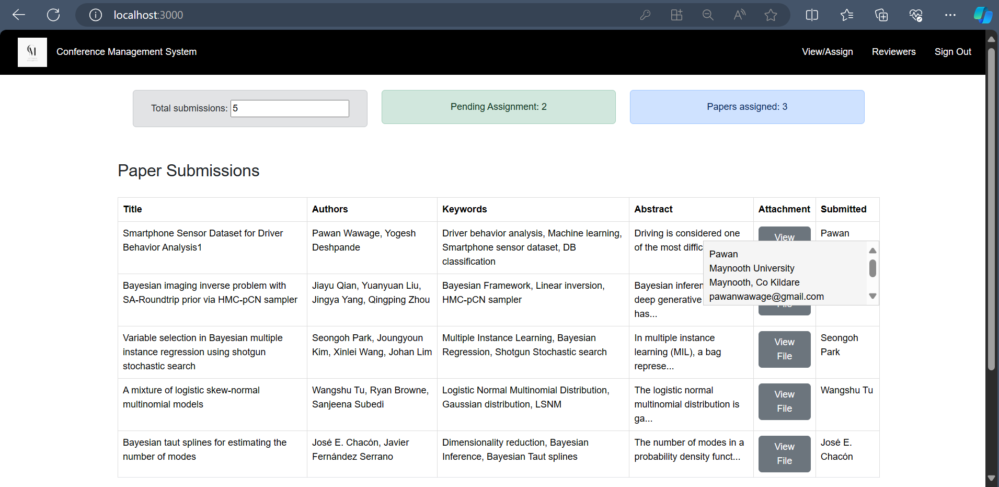 localhost:3000
Conference Management System
View/Assign
Reviewers
Sign Out
Total submissions: 5
Pending Assignment: 2
Papers assigned: 3
Paper Submissions
Title
Authors
Keywords
Abstract
Attachment
Submitted
Smartphone Sensor Dataset for Driver
Behavior Analysis1
Pawan Wawage, Yogesh
Deshpande
Driver behavior analysis, Machine learning,
Smartphone sensor dataset, DB
classification
Driving is considered one
of the most diffic
View
Pawan
Pawan
Maynooth University
Maynooth, Co Kildare
pawanwawage@gmail.com
Bayesian imaging inverse problem with
SA-Roundtrip prior via HMC-pCN sampler
Jiayu Qian, Yuanyuan Liu,
Jingya Yang, Qingping Zhou
Bayesian Framework, Linear inversion,
HMC-pCN sampler
Bayesian inferen
deep generative
has...
File
Variable selection in Bayesian multiple
instance regression using shotgun
stochastic search
Seongoh Park, Joungyoun
Kim, Xinlei Wang, Johan Lim
Multiple Instance Learning, Bayesian
Regression, Shotgun Stochastic search
In multiple instance
learning (MIL), a bag
represe...
View
File
Seongoh
Park
A mixture of logistic skew-normal
multinomial models
Wangshu Tu, Ryan Browne,
Sanjeena Subedi
Logistic Normal Multinomial Distribution,
Gaussian distribution, LSNM
The logistic normal
multinomial distribution is
ga...
View
File
Wangshu Tu
Bayesian taut splines for estimating the
number of modes
José E. Chacón, Javier
Fernández Serrano
Dimensionality reduction, Bayesian
Inference, Bayesian Taut splines
The number of modes in a
probability density funct...
View
File
José E.
Chacón